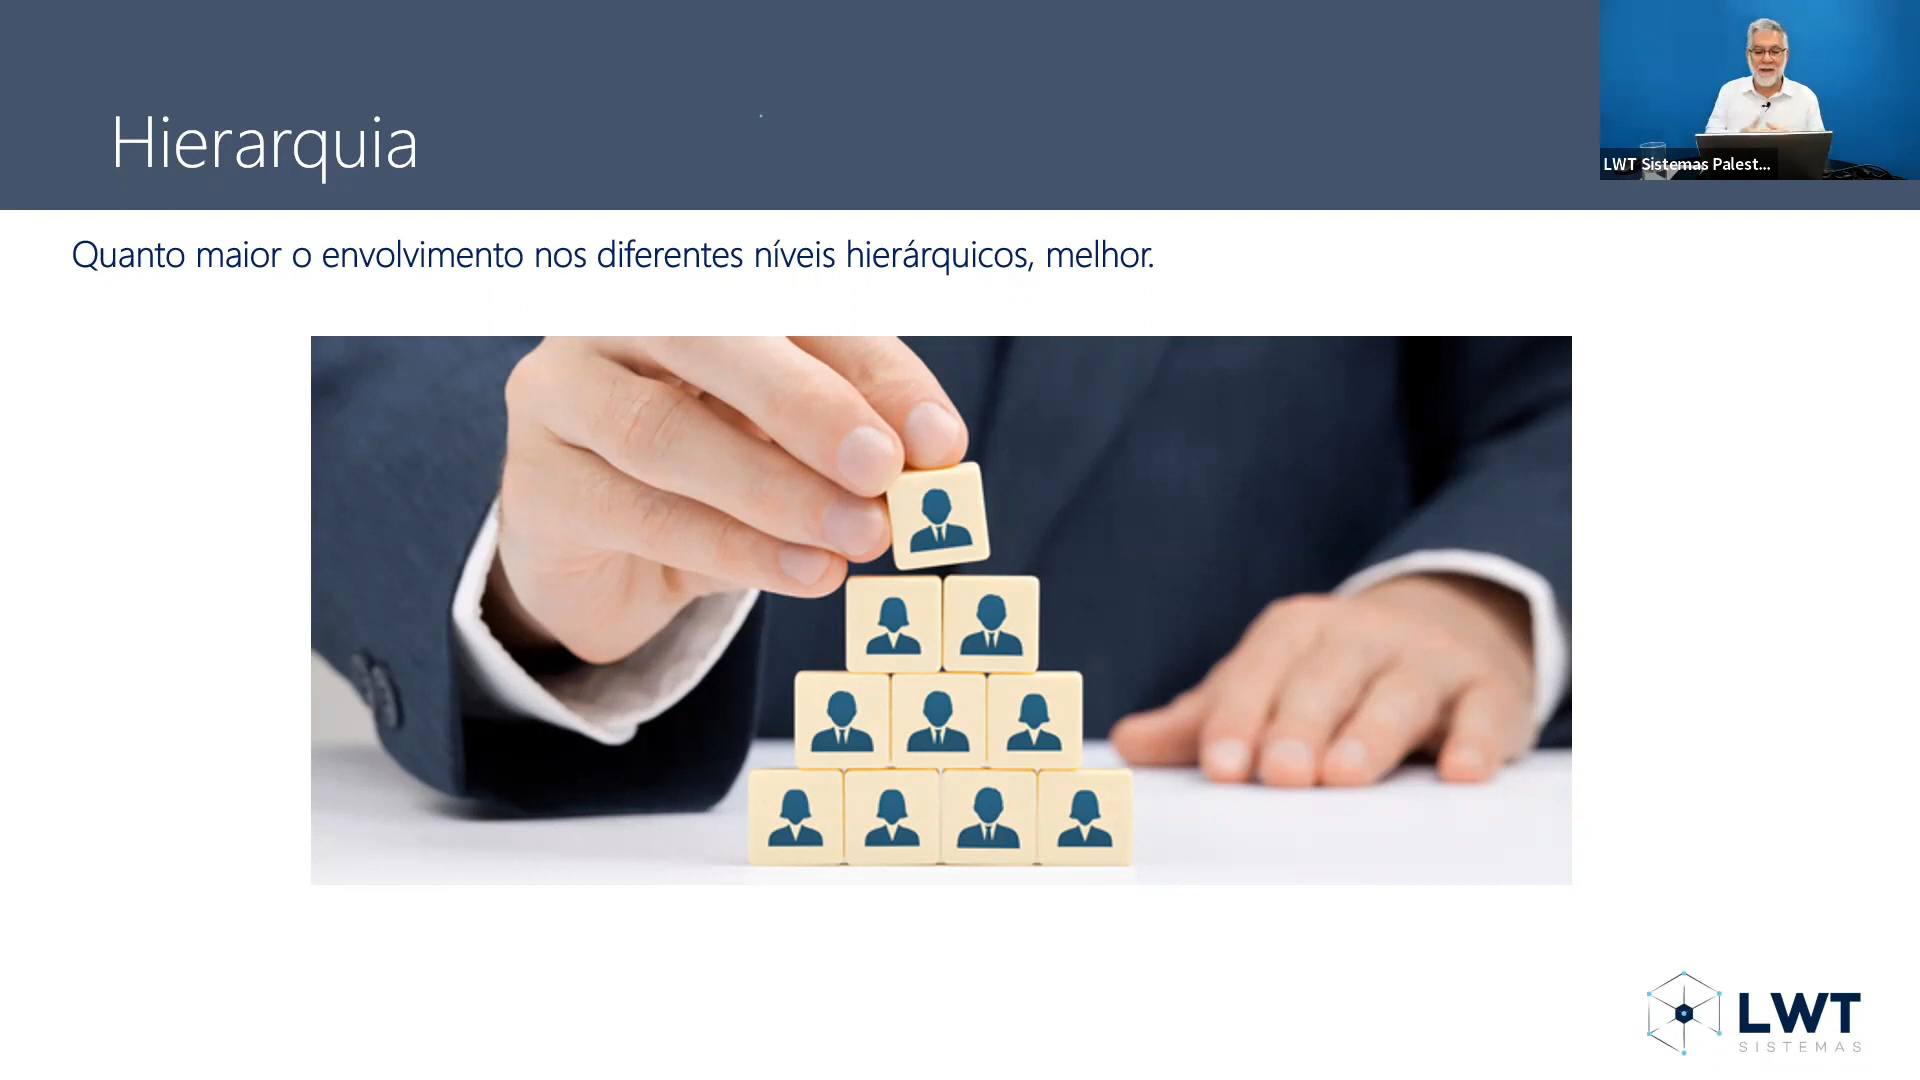 Hierarquia
LWT Sistemas Palest...
Quanto maior o envolvimento nos diferentes níveis hierárquicos, melhor.
LWT
SISTEMAS